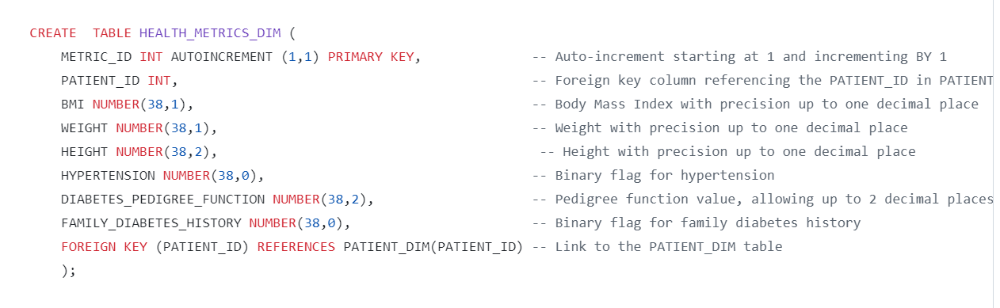 CREATE  TABLE HEALTH_METRICS_DIM (
METRIC_ID INT AUTOINCREMENT (1,1) PRIMARY KEY, -- Auto-increment starting at 1 and incrementing BY 1
PATIENT_ID INT, -- Foreign key column referencing the PATIENT_ID in PATIENT
BMI NUMBER(38,1), -- Body Mass Index with precision up to one decimal place
WEIGHT NUMBER(38,1), -- Weight with precision up to one decimal place
HEIGHT NUMBER(38,2), -- Height with precision up to one decimal place
HYPERTENSION NUMBER(38,0), -- Binary flag for hypertension
DIABETES_PEDIGREE_FUNCTION NUMBER(38,2), -- Pedigree function value, allowing up to 2 decimal places
FAMILY_DIABETES_HISTORY NUMBER(38,0), -- Binary flag for family diabetes history
FOREIGN KEY (PATIENT_ID) REFERENCES PATIENT_DIM(PATIENT_ID) -- Link to the PATIENT_DIM table
);